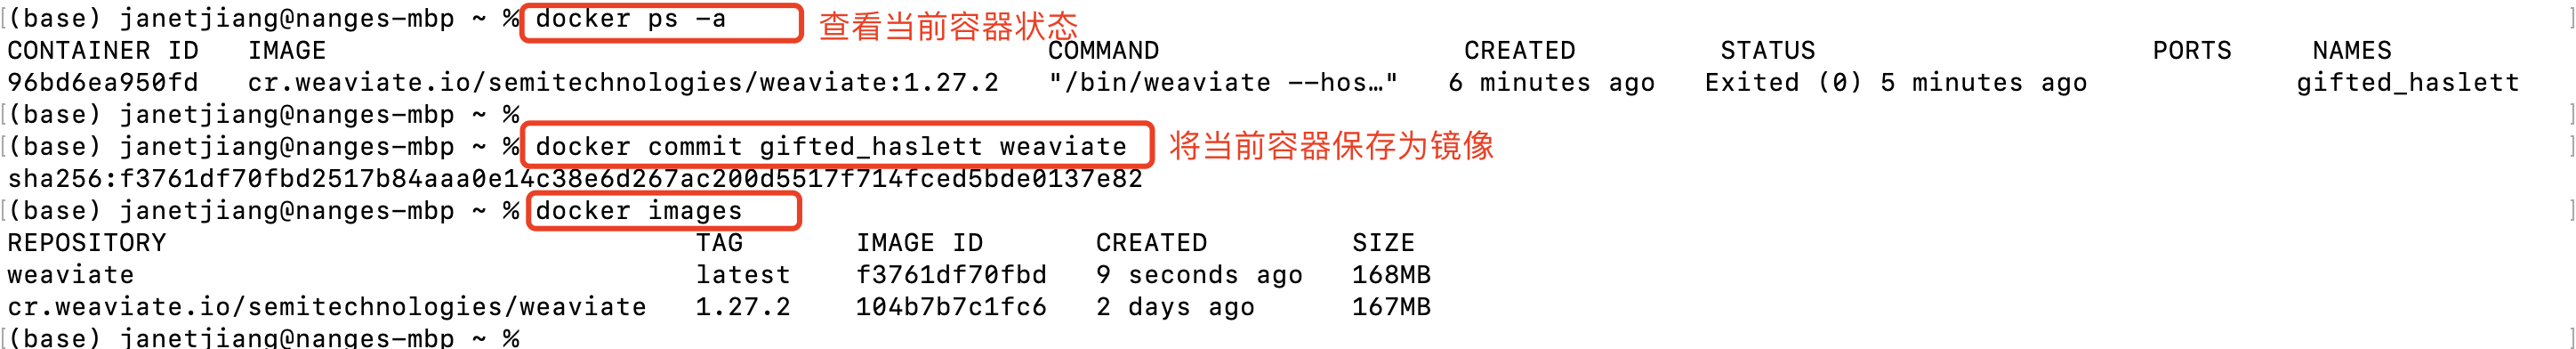 (base) janetjiang@nanges-mbp ~ % docker ps -a 查看当前容器状态
CONTAINER ID IMAGE COMMAND CREATED STATUS PORTS NAMES
96bd6ea950fd cr.weaviate.io/semitechnologies/weaviate:1.27.2 "/bin/weaviate --hos…" 6 minutes ago Exited (0) 5 minutes ago gifted_haslett
(base) janetjiang@nanges-mbp ~ %
(base) janetjiang@nanges-mbp ~ % docker commit gifted_haslett weaviate 将当前容器保存为镜像
sha256:f3761df70fbd2517b84aaa0e14c38e6d267ac200d5517f714fced5bde0137e82
(base) janetjiang@nanges-mbp ~ % docker images
REPOSITORY TAG IMAGE ID CREATED SIZE
weaviate latest f3761df70fbd 9 seconds ago 168MB
cr.weaviate.io/semitechnologies/weaviate 1.27.2 104b7b7c1fc6 2 days ago 167MB
(base) janetjiang@nanges-mbp ~ %